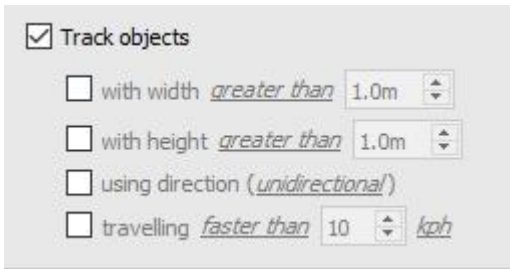 Track objects
with width greater than 1.0m
with height greater than 1.0m
using direction (unidirectional)
travelling faster than 10 kph